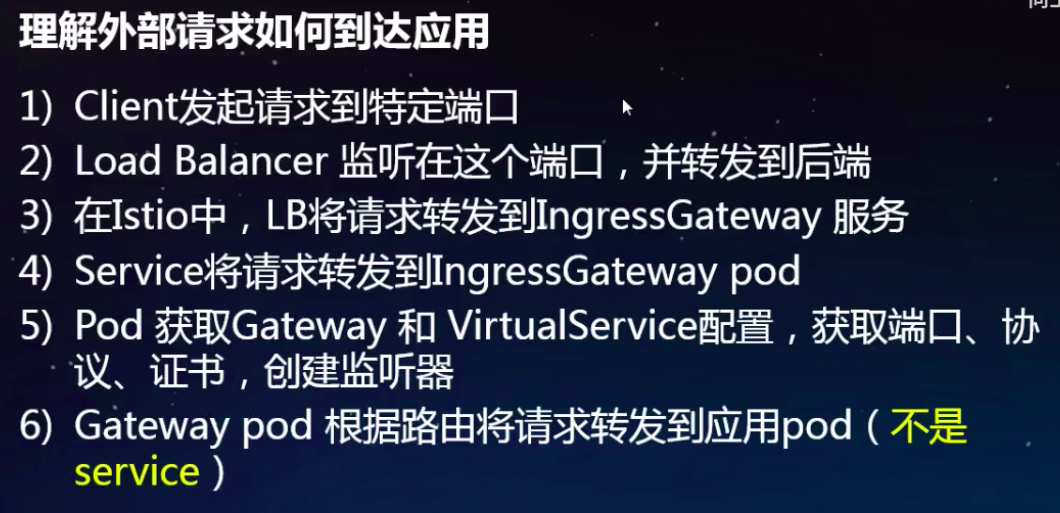 理解外部请求如何到达应用
1) Client发起请求到特定端口
2) Load Balancer 监听在这个端口，并转发到后端
3) 在Istio中，LB将请求转发到IngressGateway 服务
4) Service将请求转发到IngressGateway pod
5) Pod 获取Gateway 和 VirtualService配置，获取端口、协
议、证书，创建监听器
6) Gateway pod 根据路由将请求转发到应用pod（不是
service）